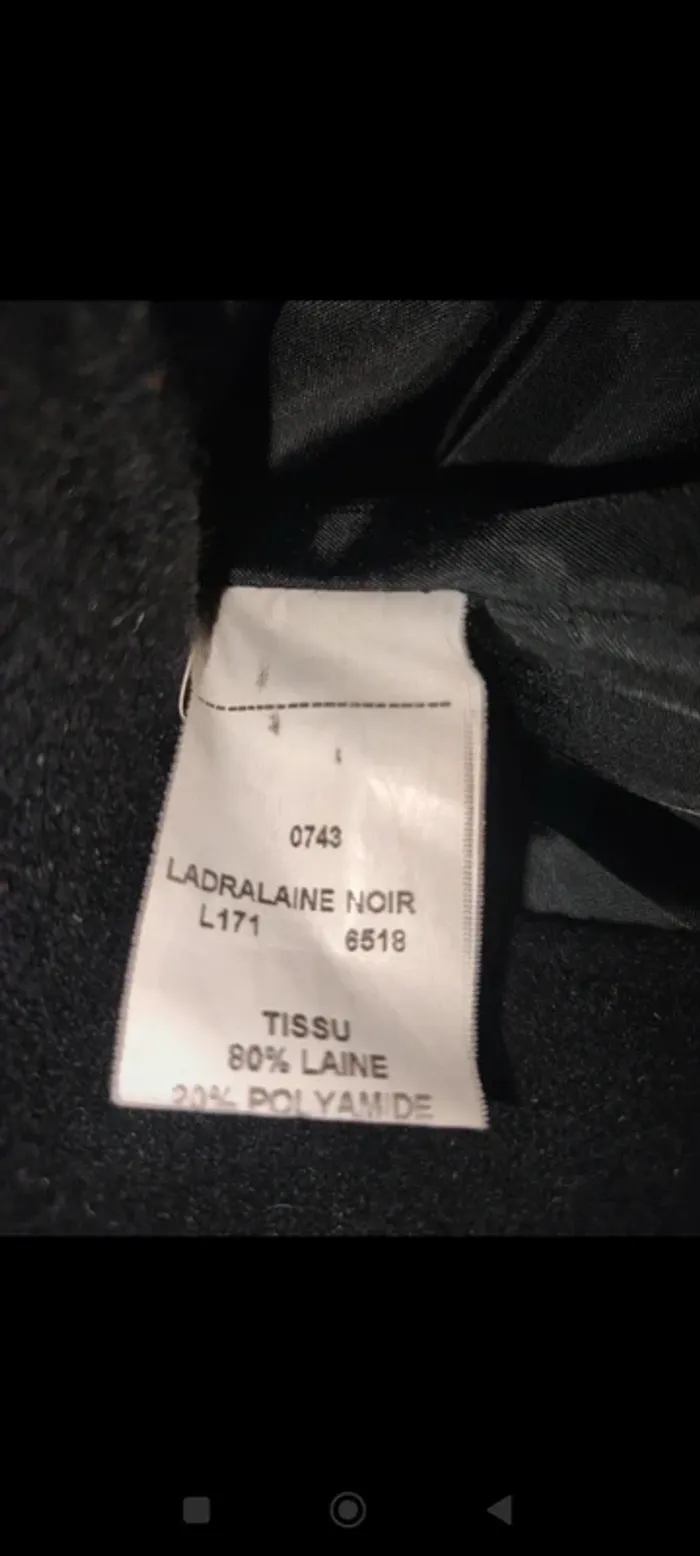 0743
LADRALAINE NOIR
L171 6518
TISSU
80% LAINE
20% POLYAMIDE